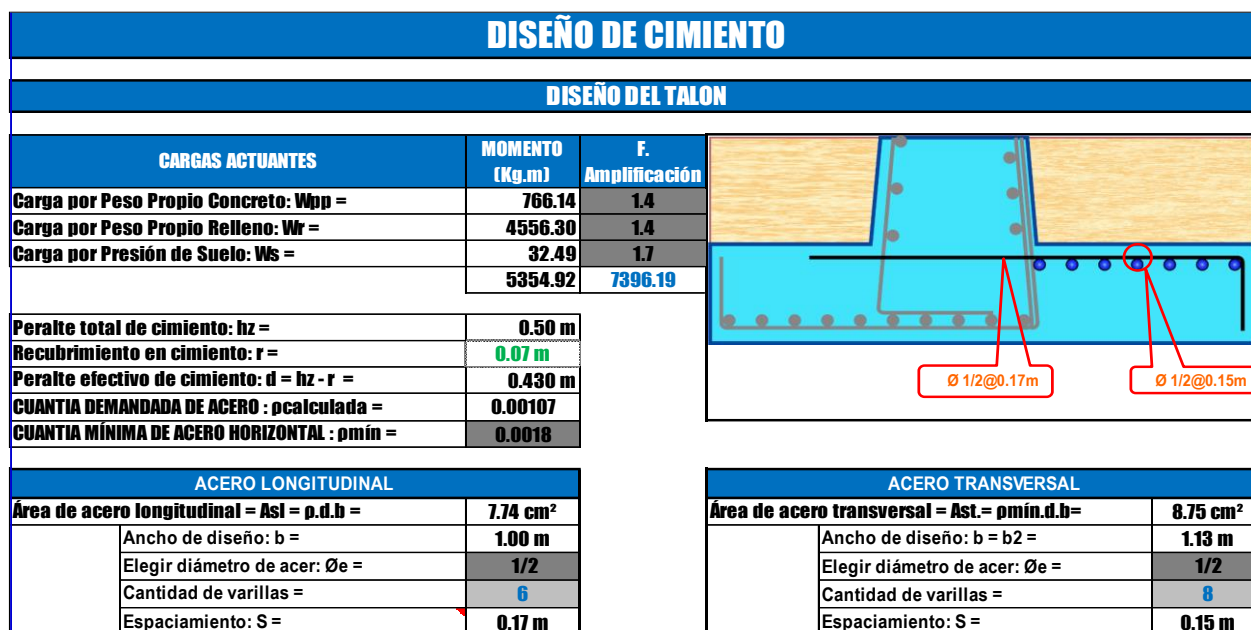 DISEÑO DE CIMIENTO
DISEÑO DEL TALON
CARGAS ACTUANTES
MOMENTO
(Kg.m)
F.
Amplificación
Carga por Peso Propio Concreto: Wpp = 766.14 1.4
Carga por Peso Propio Relleno: Wr = 4556.30 1.4
Carga por Presión de Suelo: Ws = 32.49 1.7
5354.92 7396.19
Peralte total de cimiento: hz = 0.50 m
Recubrimiento en cimiento: r = 0.07 m
Peralte efectivo de cimiento: d = hz - r = 0.430 m
CUANTIA DEMANDADA DE ACERO : ρcalculada = 0.00107
CUANTIA MÍNIMA DE ACERO HORIZONTAL : ρmín = 0.0018
Ø 1/2@0.17m
Ø 1/2@0.15m
ACERO LONGITUDINAL
Área de acero longitudinal = Asl = ρ.d.b = 7.74 cm²
Ancho de diseño: b = 1.00 m
Elegir diámetro de acer: Øe = 1/2
Cantidad de varillas = 6
Espaciamiento: S = 0.17 m
ACERO TRANSVERSAL
Área de acero transversal = Ast.= ρmín.d.b= 8.75 cm²
Ancho de diseño: b = b2 = 1.13 m
Elegir diámetro de acer: Øe = 1/2
Cantidad de varillas = 8
Espaciamiento: S = 0.15 m